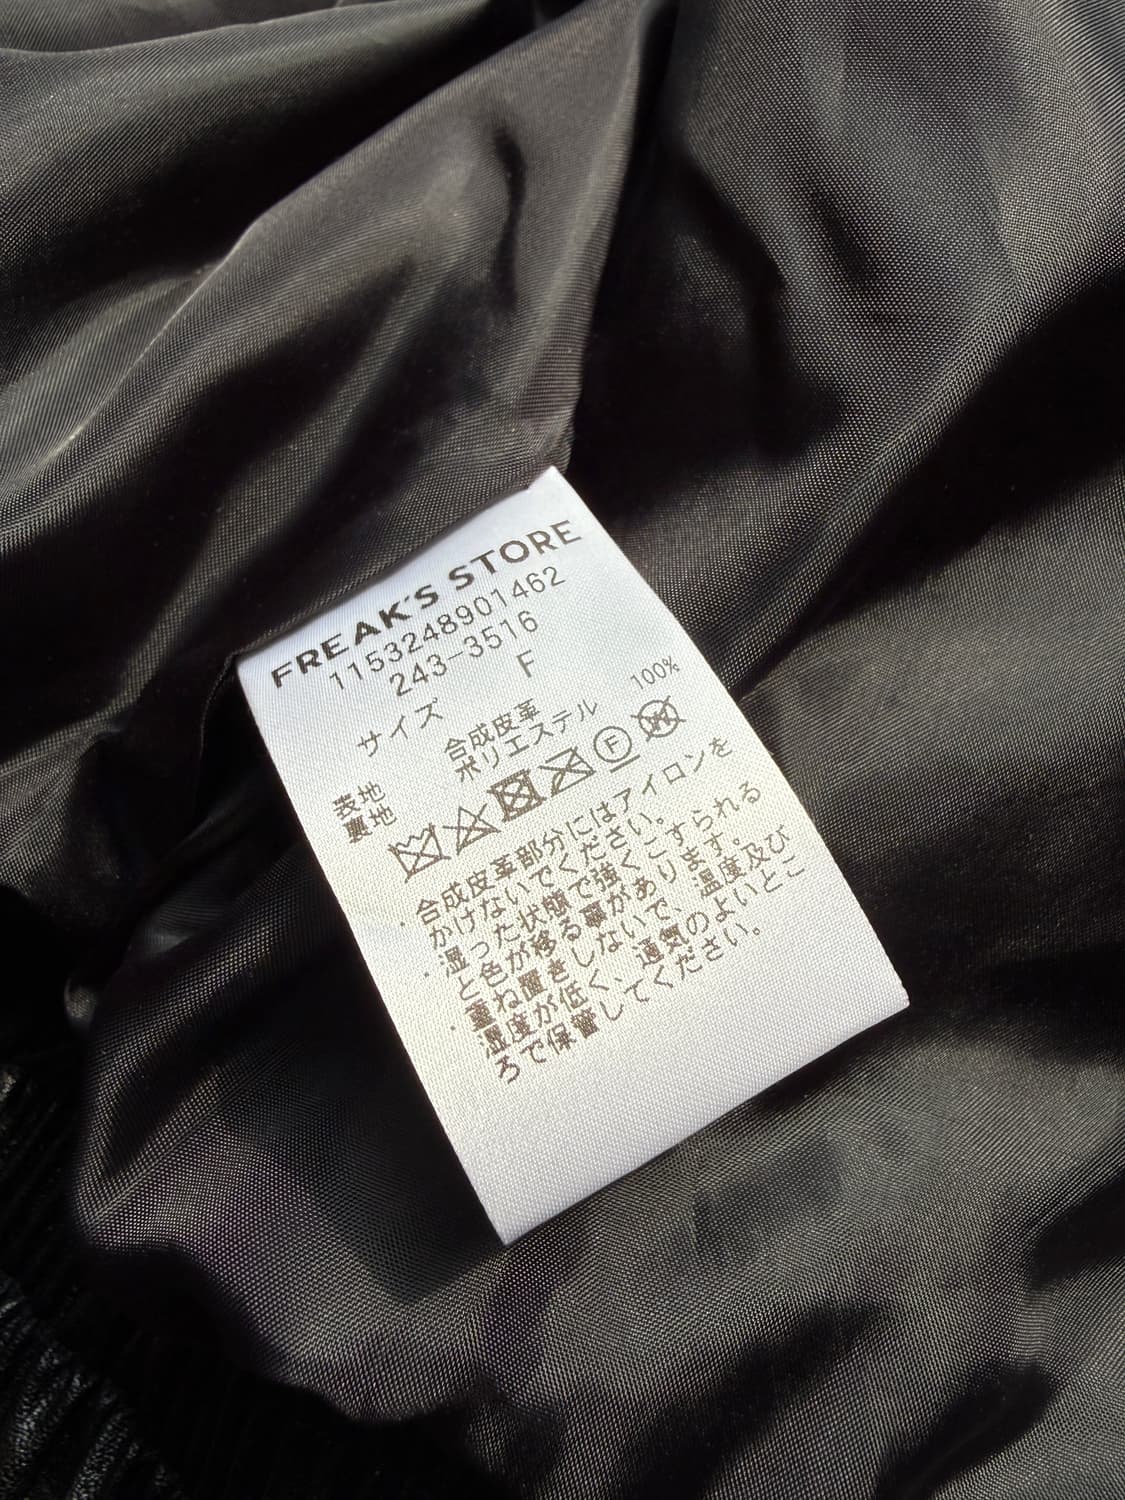 FREAK'S STORE
1153248901462
243-3516
サイズ F
表地 合成皮革
裏地 ポリエステル 100%
F W
・合成皮革部分にはアイロンを
かけないでください。
・湿った状態で強くこすられる
と色が移る事があります。
・重ね置きしないで、温度及び
湿度が低く、通気のよいとこ
ろで保管してください。